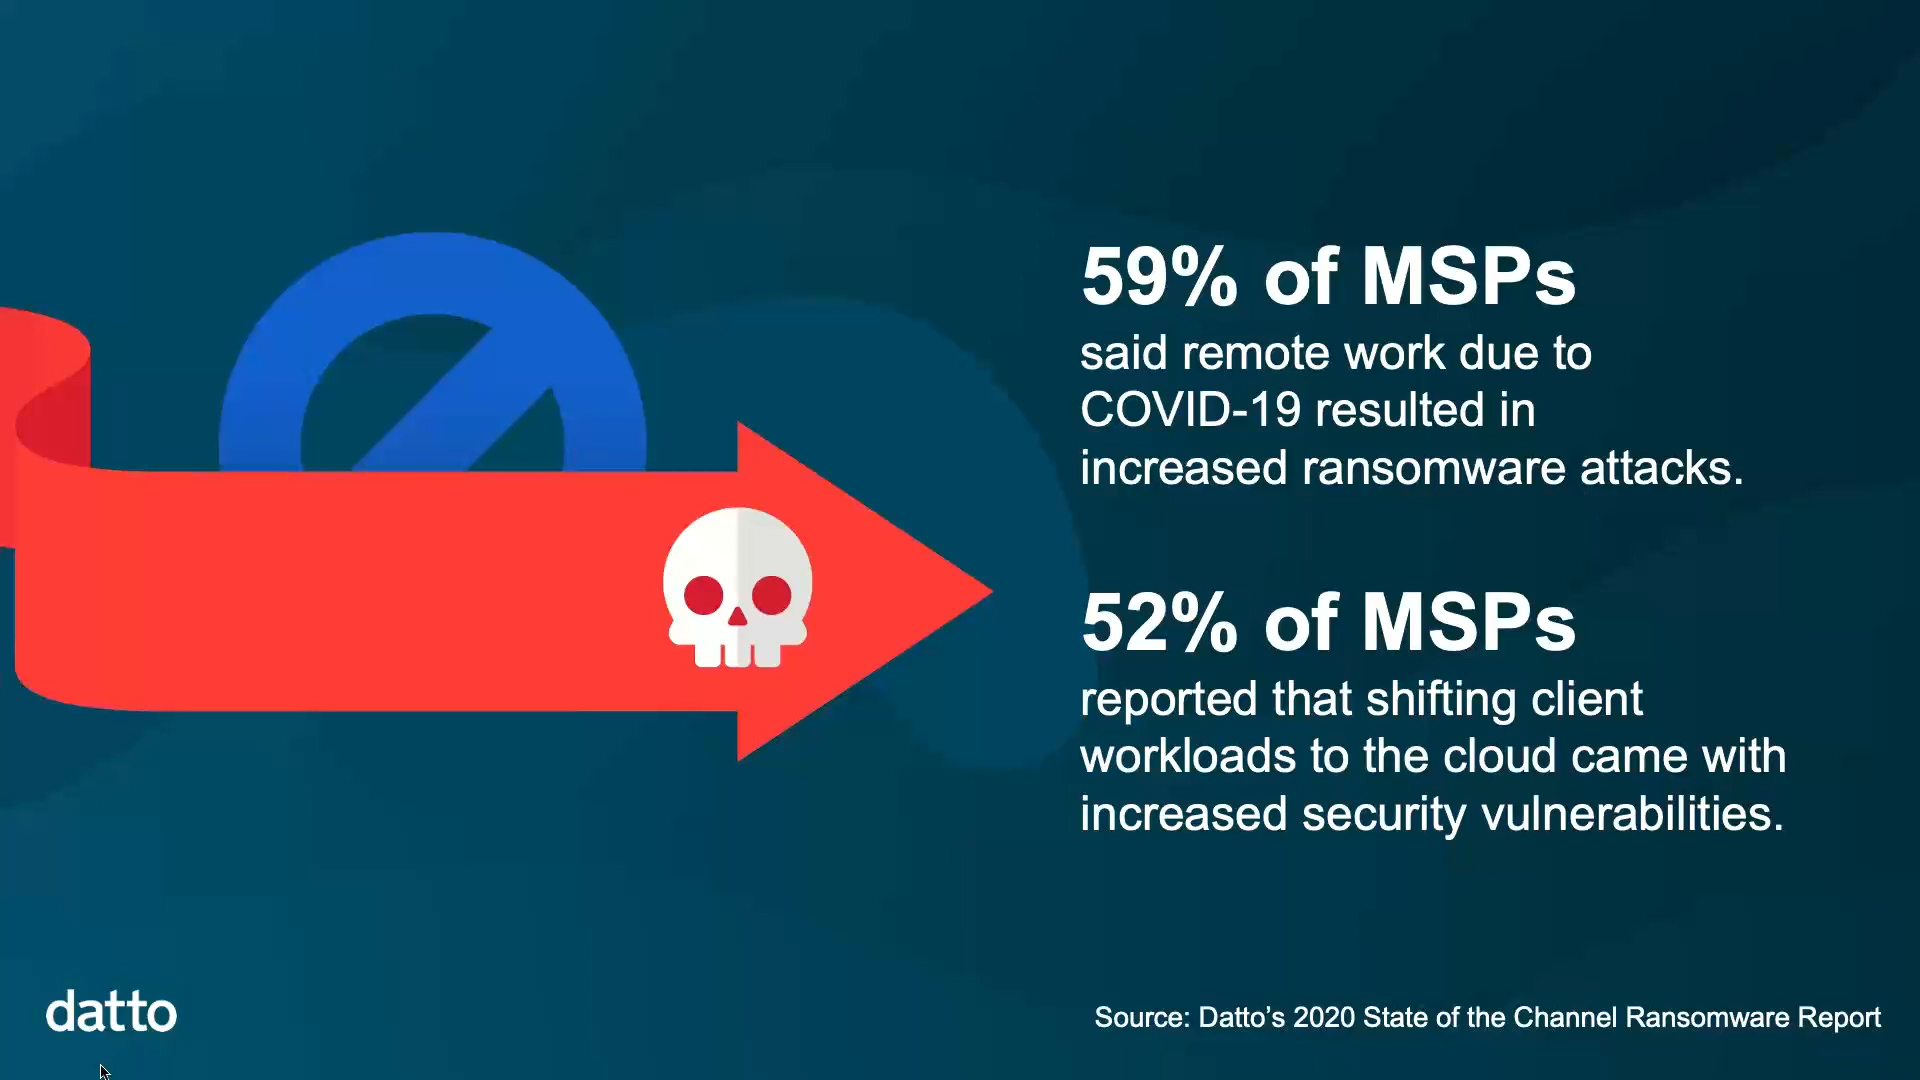 59% of MSPs
said remote work due to
COVID-19 resulted in
increased ransomware attacks.
52% of MSPs
reported that shifting client
workloads to the cloud came with
increased security vulnerabilities.
datto
Source: Datto’s 2020 State of the Channel Ransomware Report